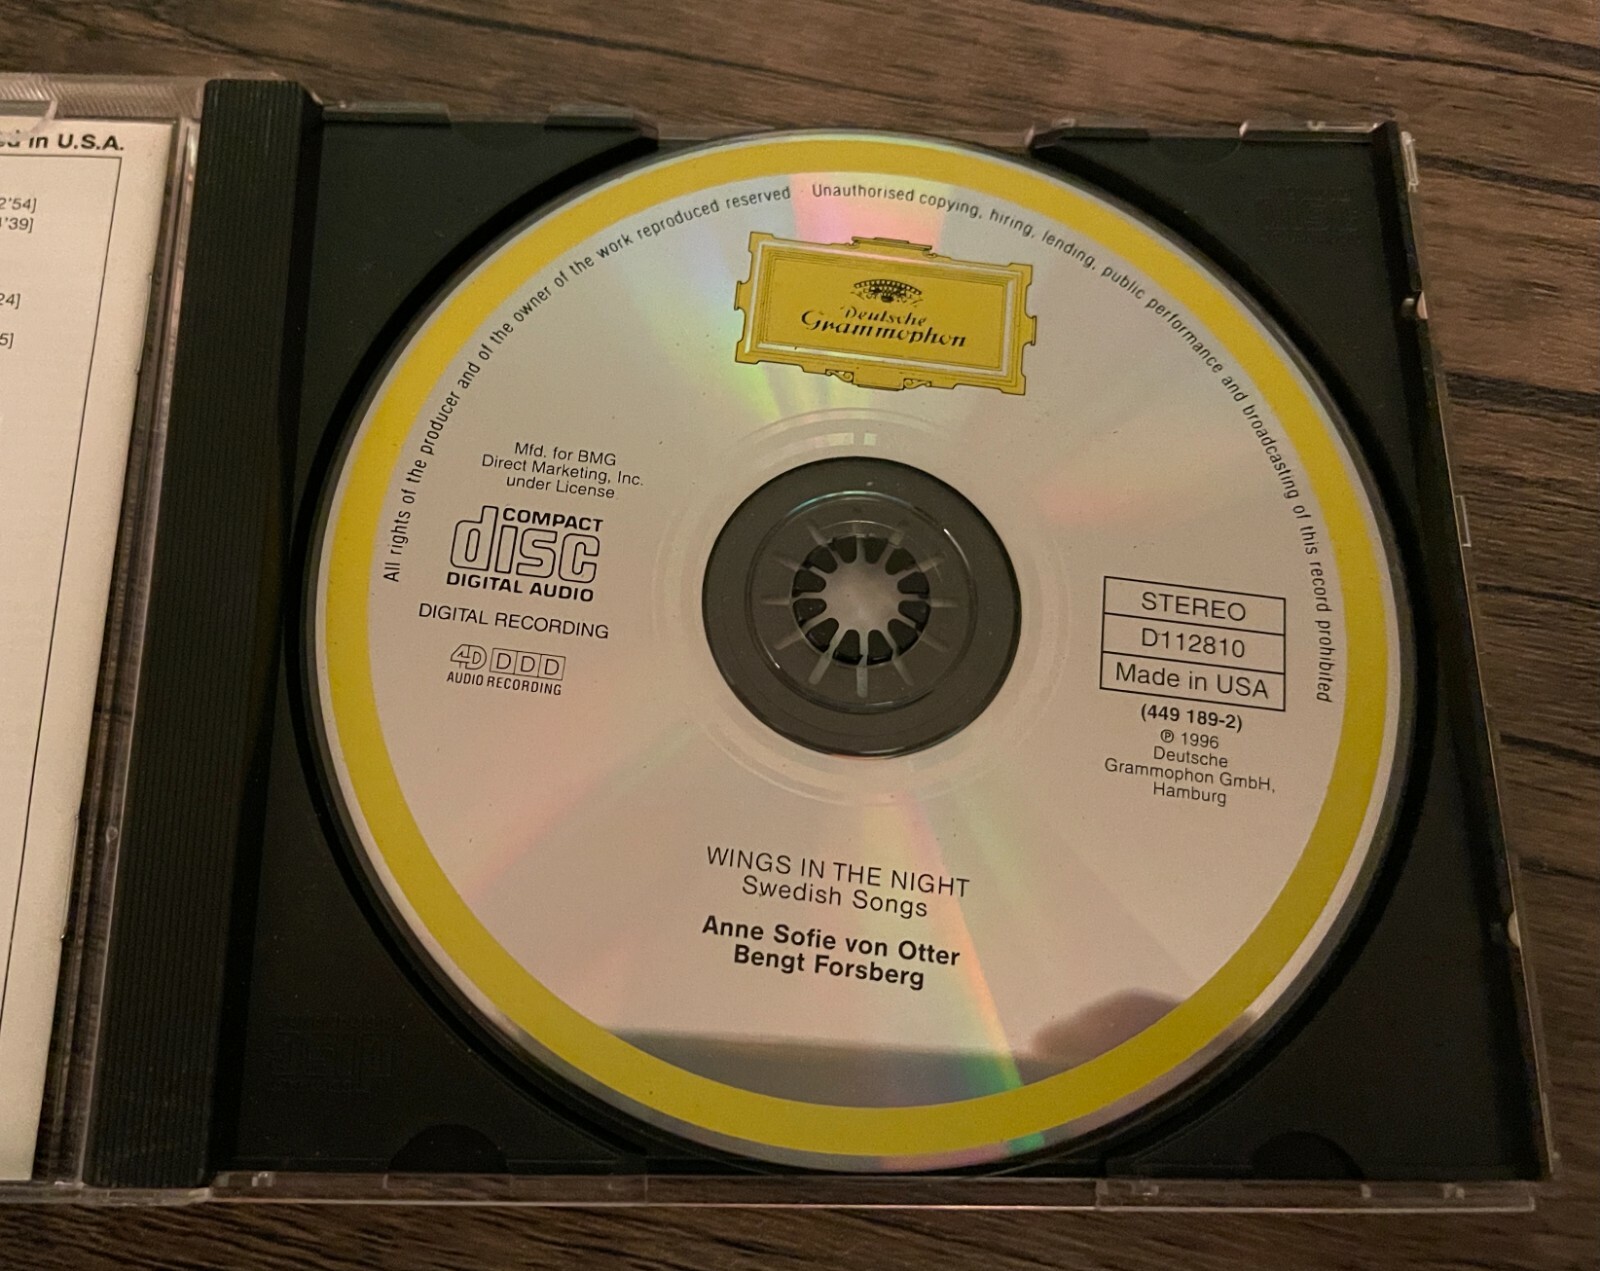 in U.S.A.
2'54]
'39]
24]
5]
All rights of the producer and of the owner of the work reproduced reserved Unauthorised copying, hiring, lending, public performance and broadcasting of this record prohibited
Deutsche
Grammophon
Mfd. for BMG
Direct Marketing, Inc.
under License
COMPACT
disc
DIGITAL AUDIO
DIGITAL RECORDING
4D DDD
AUDIO RECORDING
STEREO
D112810
Made in USA
(449 189-2)
℗ 1996
Deutsche
Grammophon GmbH,
Hamburg
WINGS IN THE NIGHT
Swedish Songs
Anne Sofie von Otter
Bengt Forsberg